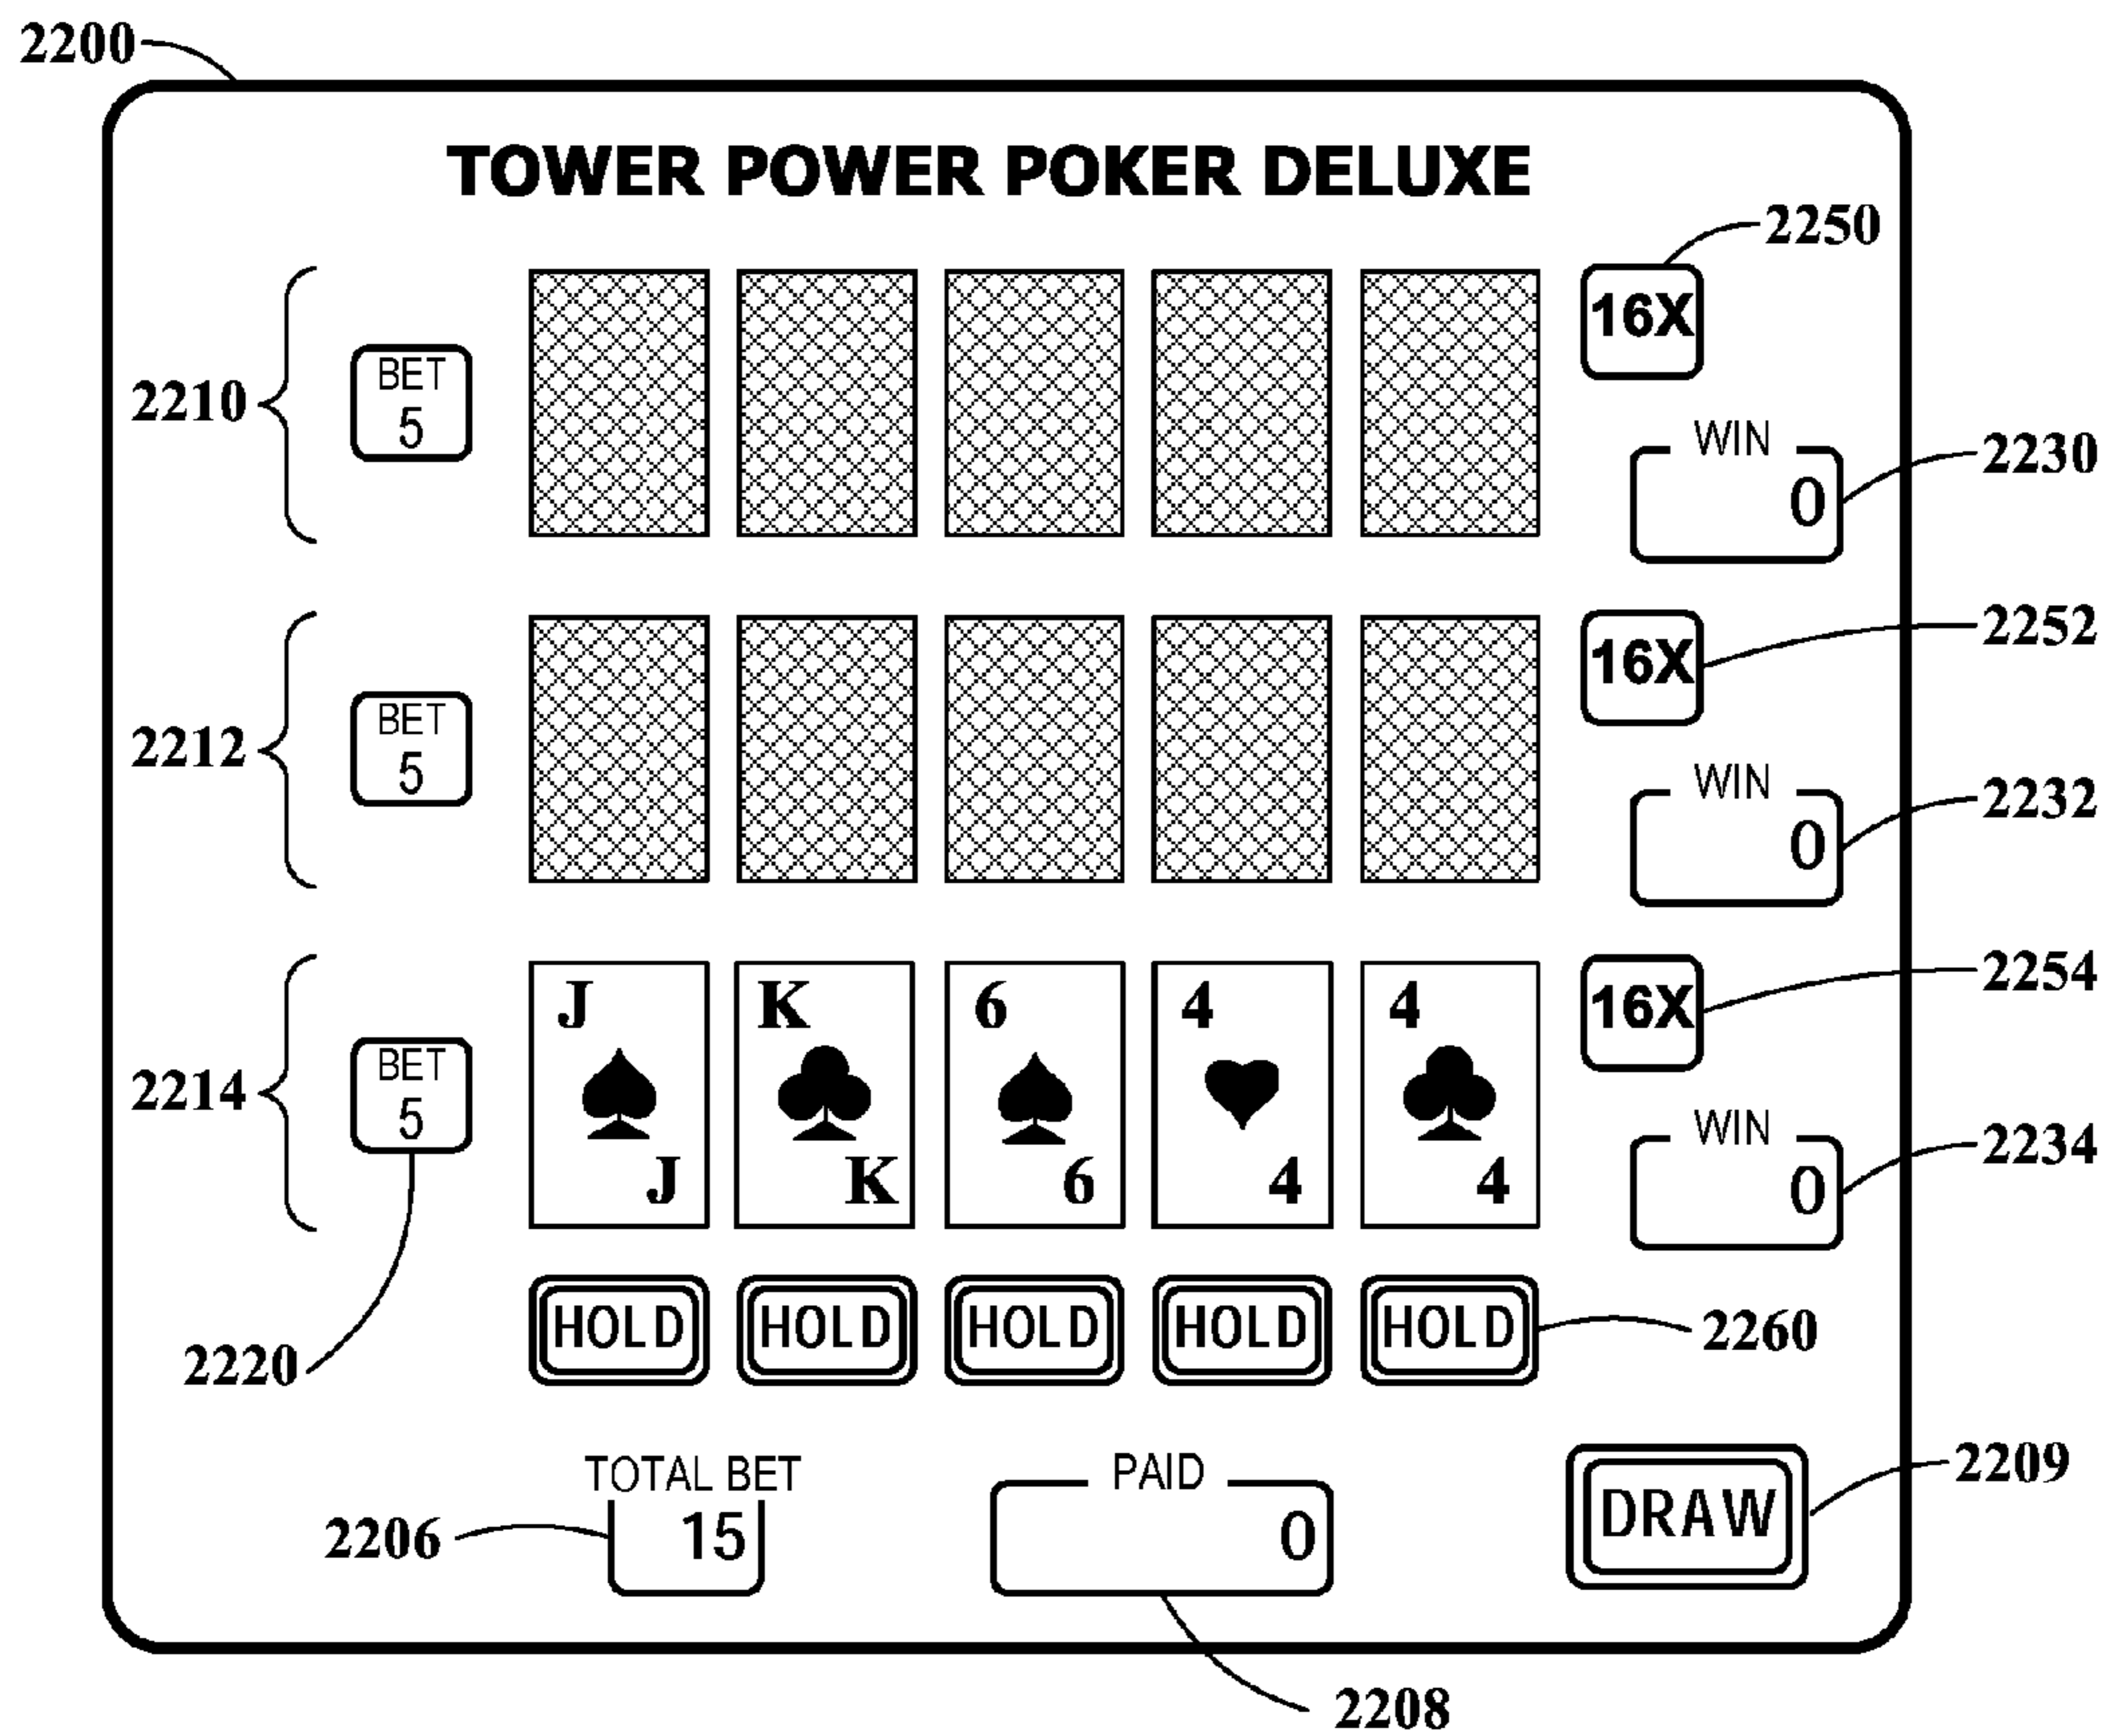 2200
TOWER POWER POKER DELUXE
2250
16X
BET
5
2210
WIN
0
2230
2252
16X
BET
5
2212
WIN
0
2232
2254
J
K
6
4
4
16X
BET
5
2214
WIN
0
2234
J
K
6
4
4
HOLD HOLD HOLD HOLD HOLD
2260
2220
TOTAL BET
15
2206
PAID
0
DRAW
2209
2208